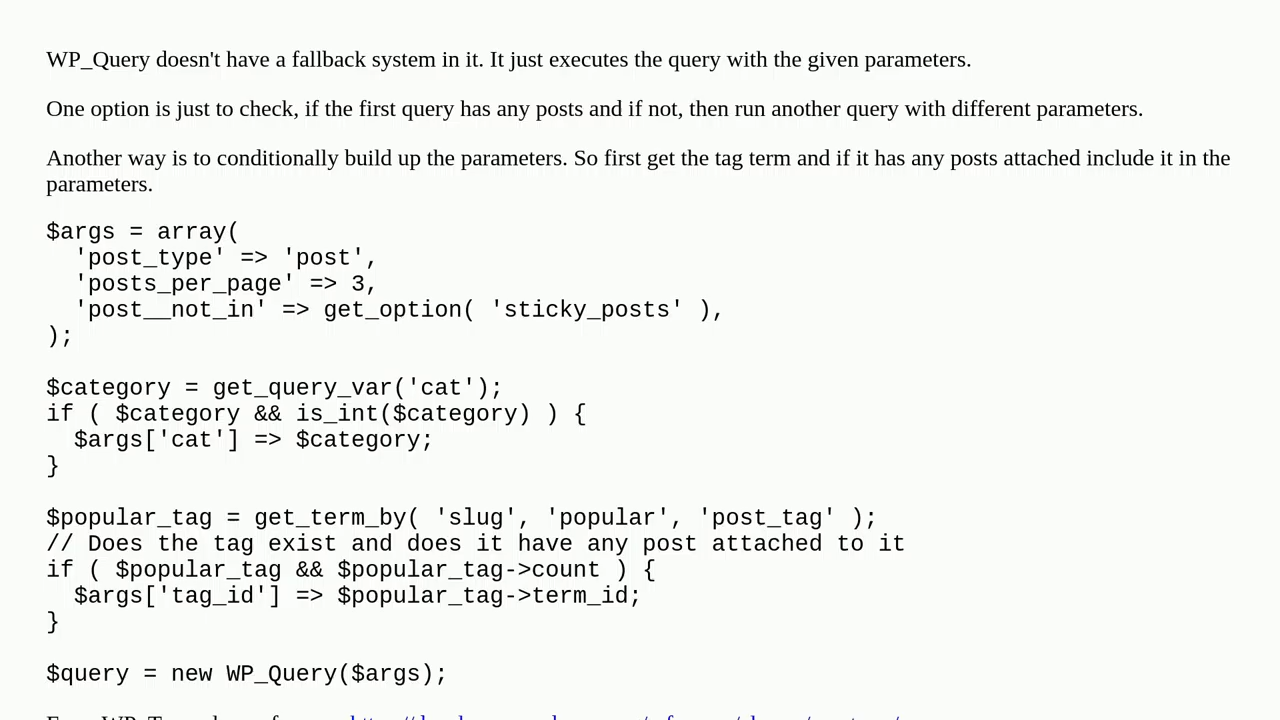 WP_Query doesn't have a fallback system in it. It just executes the query with the given parameters.
One option is just to check, if the first query has any posts and if not, then run another query with different parameters.
Another way is to conditionally build up the parameters. So first get the tag term and if it has any posts attached include it in the
parameters.
$args = array(
  'post_type' => 'post',
  'posts_per_page' => 3,
  'post__not_in' => get_option( 'sticky_posts' ),
);
$category = get_query_var('cat');
if ( $category && is_int($category) ) {
  $args['cat'] => $category;
}
$popular_tag = get_term_by( 'slug', 'popular', 'post_tag' );
// Does the tag exist and does it have any post attached to it
if ( $popular_tag && $popular_tag->count ) {
  $args['tag_id'] => $popular_tag->term_id;
}
$query = new WP_Query($args);